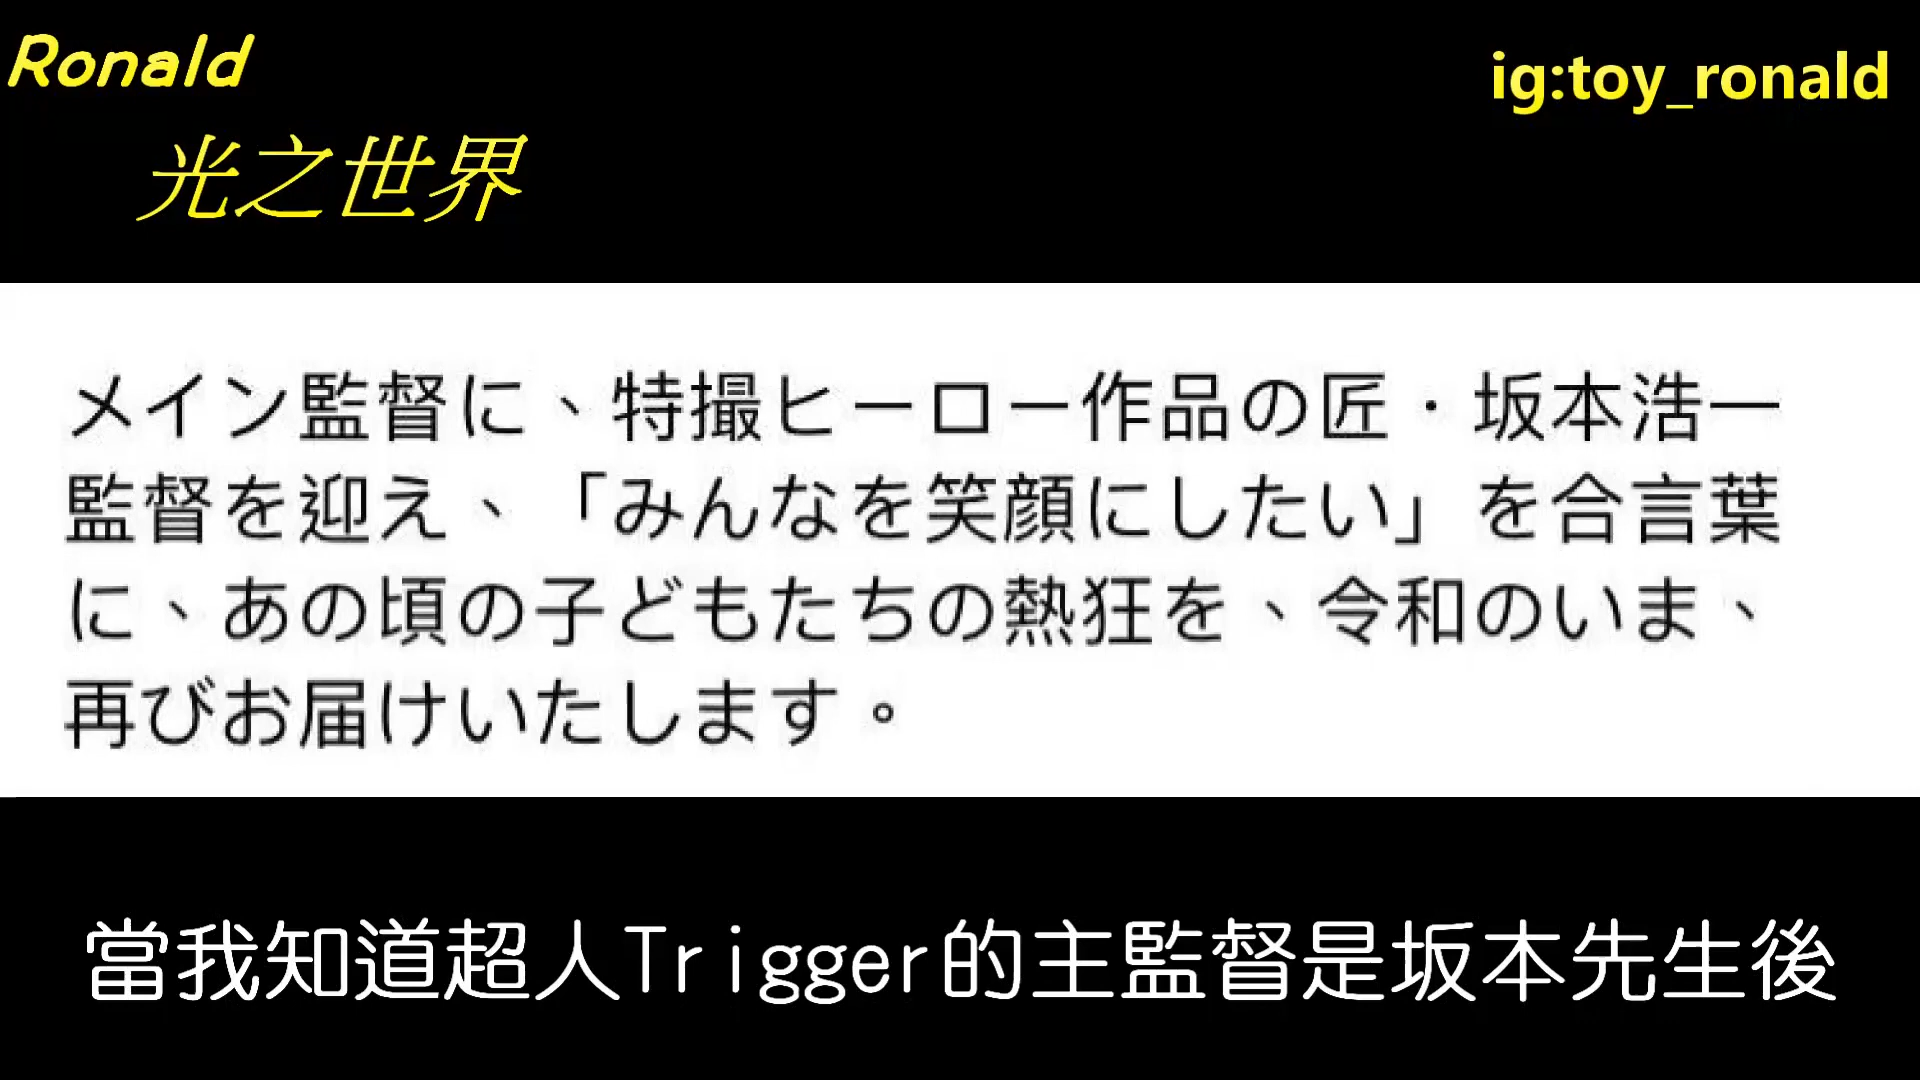 Ronald
ig:toy_ronald
光之世界
メイン監督に、特撮ヒーロー作品の匠・坂本浩一
監督を迎え、「みんなを笑顔にしたい」を合言葉
に、あの頃の子どもたちの熱狂を、令和のいま、
再びお届けいたします。
當我知道超人Trigger的主監督是坂本先生後